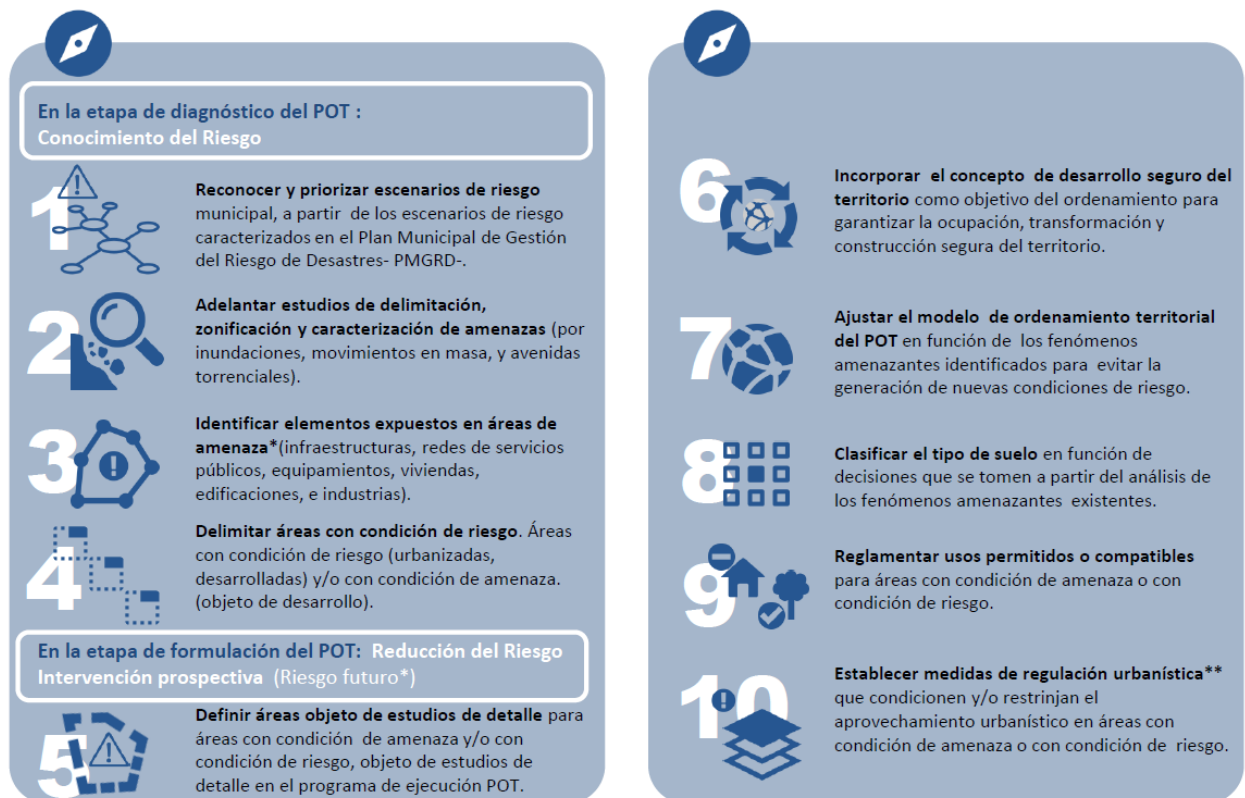 En la etapa de diagnóstico del POT :
Conocimiento del Riesgo
1
Reconocer y priorizar escenarios de riesgo
municipal, a partir de los escenarios de riesgo
caracterizados en el Plan Municipal de Gestión
del Riesgo de Desastres- PMGRD-.
2
Adelantar estudios de delimitación,
zonificación y caracterización de amenazas (por
inundaciones, movimientos en masa, y avenidas
torrenciales).
3
Identificar elementos expuestos en áreas de
amenaza*(infraestructuras, redes de servicios
públicos, equipamientos, viviendas,
edificaciones, e industrias).
4
Delimitar áreas con condición de riesgo. Áreas
con condición de riesgo (urbanizadas,
desarrolladas) y/o con condición de amenaza.
(objeto de desarrollo).
En la etapa de formulación del POT: Reducción del Riesgo
Intervención prospectiva (Riesgo futuro*)
5
Definir áreas objeto de estudios de detalle para
áreas con condición de amenaza y/o con
condición de riesgo, objeto de estudios de
detalle en el programa de ejecución POT.
6
Incorporar el concepto de desarrollo seguro del
territorio como objetivo del ordenamiento para
garantizar la ocupación, transformación y
construcción segura del territorio.
7
Ajustar el modelo de ordenamiento territorial
del POT en función de los fenómenos
amenazantes identificados para evitar la
generación de nuevas condiciones de riesgo.
8
Clasificar el tipo de suelo en función de
decisiones que se tomen a partir del análisis de
los fenómenos amenazantes existentes.
9
Reglamentar usos permitidos o compatibles
para áreas con condición de amenaza o con
condición de riesgo.
10
Establecer medidas de regulación urbanística**
que condicionen y/o restrinjan el
aprovechamiento urbanístico en áreas con
condición de amenaza o con condición de riesgo.